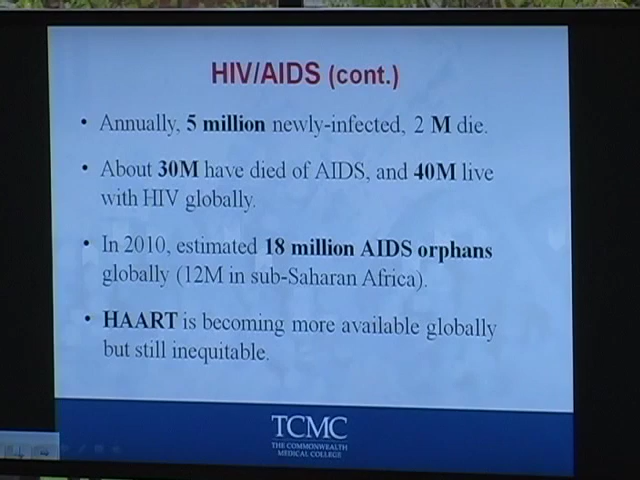 HIV/AIDS (cont.)
• Annually, 5 million newly-infected, 2 M die.
• About 30M have died of AIDS, and 40M live
with HIV globally.
• In 2010, estimated 18 million AIDS orphans
globally (12M in sub-Saharan Africa).
• HAART is becoming more available globally
but still inequitable.
TCMC
THE COMMONWEALTH
MEDICAL COLLEGE